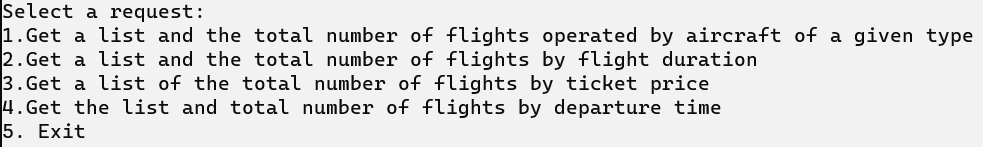 Select a request:
1.Get a list and the total number of flights operated by aircraft of a given type
2.Get a list and the total number of flights by flight duration
3.Get a list of the total number of flights by ticket price
4.Get the list and total number of flights by departure time
5. Exit